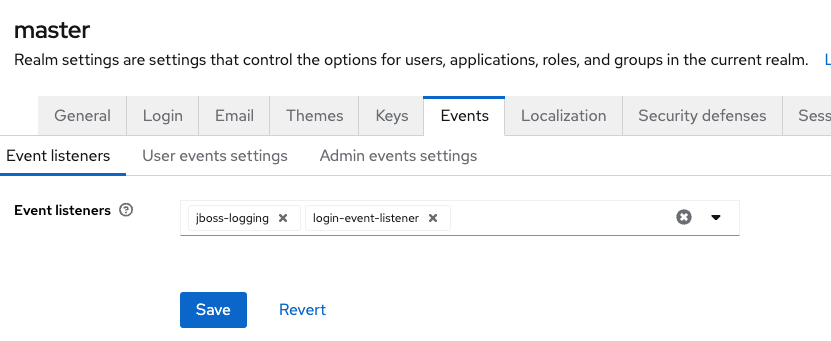 master
Realm settings are settings that control the options for users, applications, roles, and groups in the current realm.
General Login Email Themes Keys Events Localization Security defenses Sess
Event listeners User events settings Admin events settings
Event listeners jboss-logging login-event-listener
Save Revert